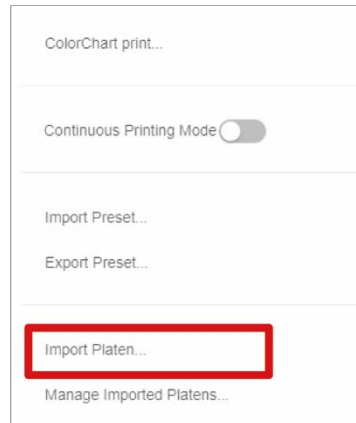 ColorChart print...
Continuous Printing Mode
Import Preset...
Export Preset...
Import Platen...
Manage Imported Platens...